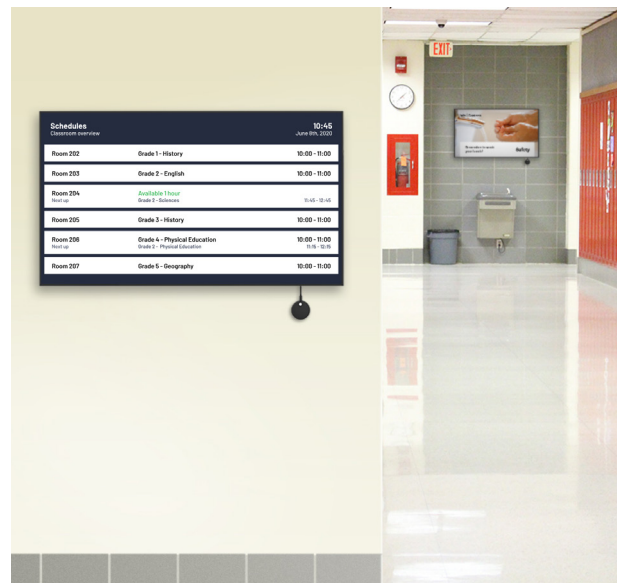 Schedules
Classroom overview
10:45
June 8th, 2020
Room 202 Grade 1 - History 10:00 - 11:00
Room 203 Grade 2 - English 10:00 - 11:00
Room 204 Available 1 hour
Next up Grade 2 - Sciences 11:45 - 12:45
Room 205 Grade 3 - History 10:00 - 11:00
Room 206 Grade 4 - Physical Education 10:00 - 11:00
Next up Grade 2 - Physical Education 11:15 - 12:15
Room 207 Grade 5 - Geography 10:00 - 11:00
EXIT